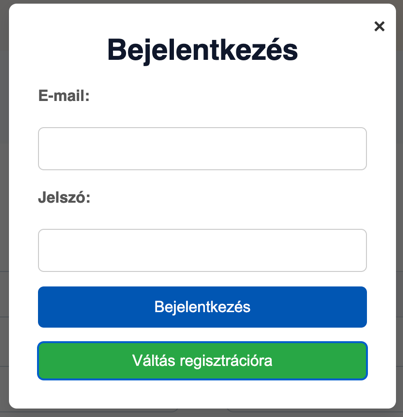 ×
Bejelentkezés
E-mail:
Jelszó:
Bejelentkezés
Váltás regisztrációra